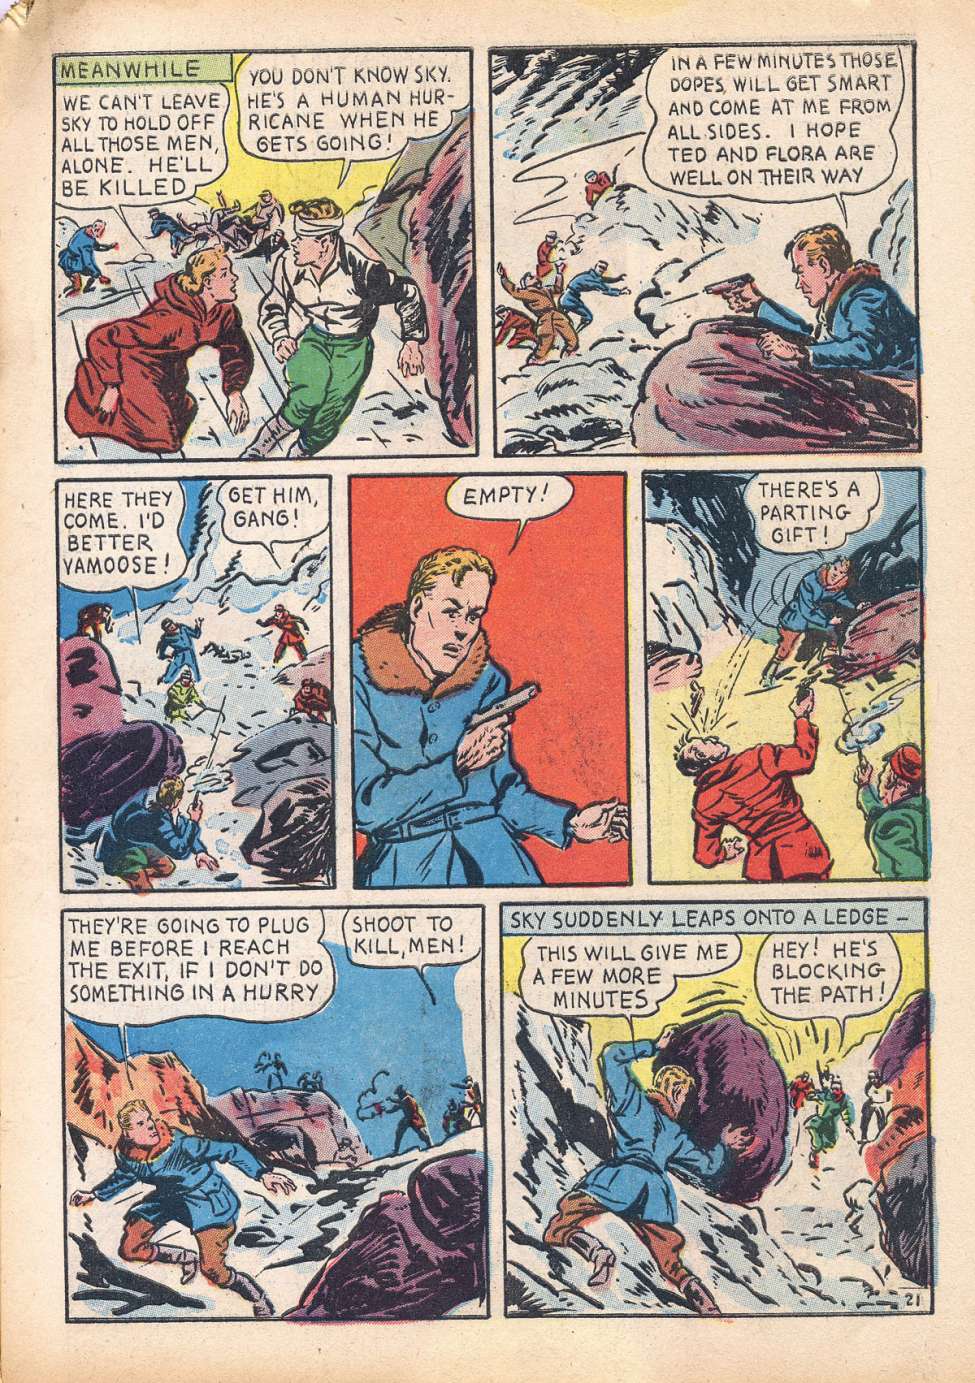 MEANWHILE
WE CAN'T LEAVE
SKY TO HOLD OFF
ALL THOSE MEN,
ALONE. HE'LL
BE KILLED
YOU DON'T KNOW SKY.
HE'S A HUMAN HUR-
RICANE WHEN HE
GETS GOING!
IN A FEW MINUTES THOSE
DOPES, WILL GET SMART
AND COME AT ME FROM
ALL SIDES. I HOPE
TED AND FLORA ARE
WELL ON THEIR WAY
HERE THEY
COME. I'D
BETTER
VAMOOSE!
GET HIM,
GANG!
EMPTY!
THERE'S A
PARTING
GIFT!
THEY'RE GOING TO PLUG
ME BEFORE I REACH
THE EXIT, IF I DON'T DO
SOMETHING IN A HURRY
SHOOT TO
KILL, MEN!
SKY SUDDENLY LEAPS ONTO A LEDGE -
THIS WILL GIVE ME
A FEW MORE
MINUTES
HEY! HE'S
BLOCKING
THE PATH!
21